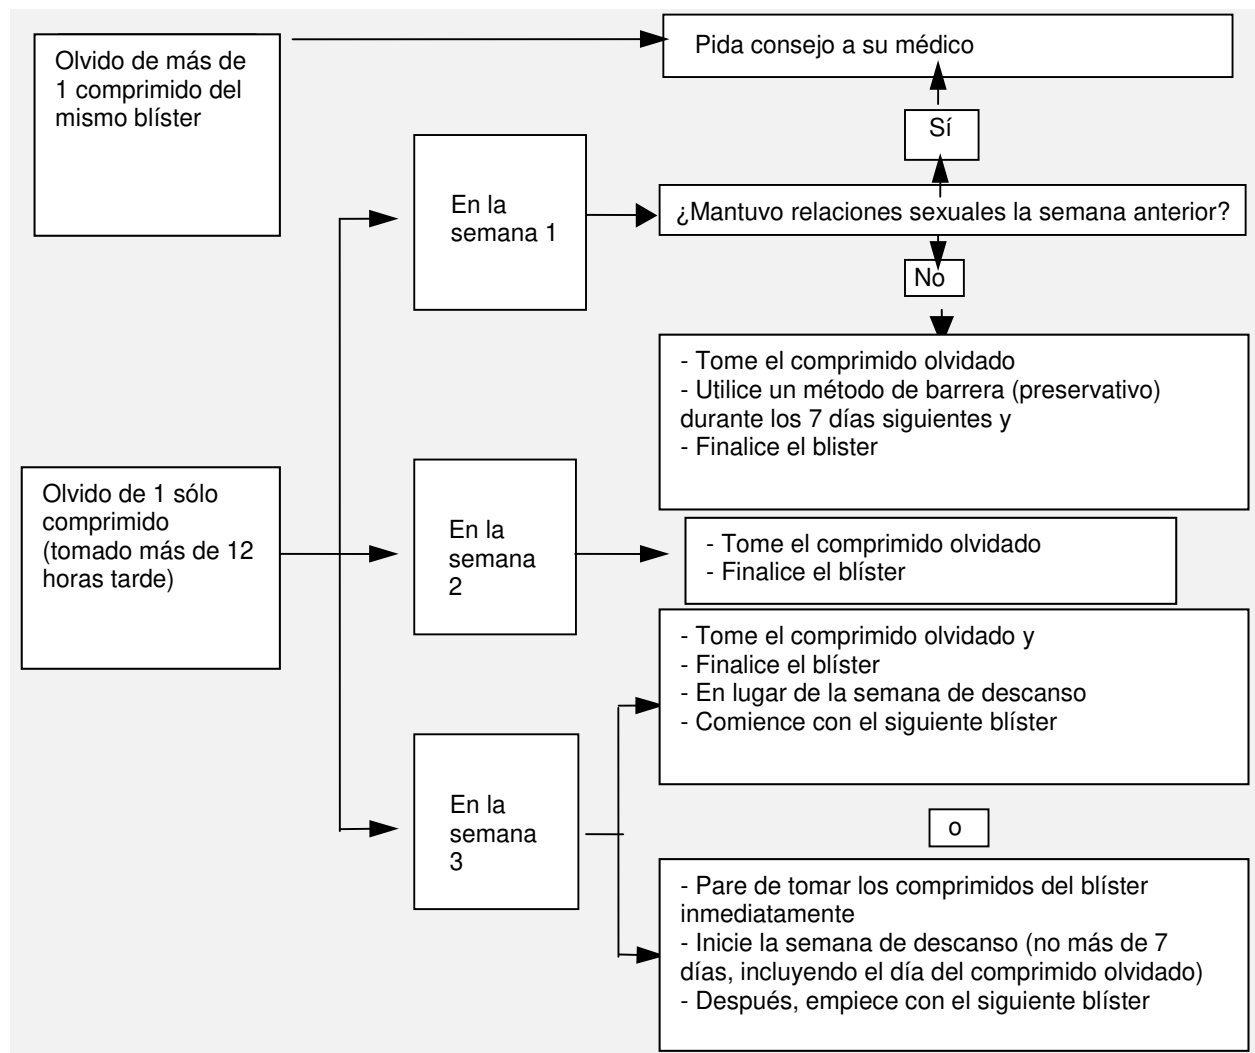 Olvido de más de
1 comprimido del
mismo blíster
Pida consejo a su médico
Sí
En la
semana 1
¿Mantuvo relaciones sexuales la semana anterior?
No
- Tome el comprimido olvidado
- Utilice un método de barrera (preservativo)
durante los 7 días siguientes y
- Finalice el blister
Olvido de 1 sólo
comprimido
(tomado más de 12
horas tarde)
En la
semana
2
- Tome el comprimido olvidado
- Finalice el blíster
En la
semana
3
- Tome el comprimido olvidado y
- Finalice el blíster
- En lugar de la semana de descanso
- Comience con el siguiente blíster
o
- Pare de tomar los comprimidos del blíster
inmediatamente
- Inicie la semana de descanso (no más de 7
días, incluyendo el día del comprimido olvidado)
- Después, empiece con el siguiente blíster